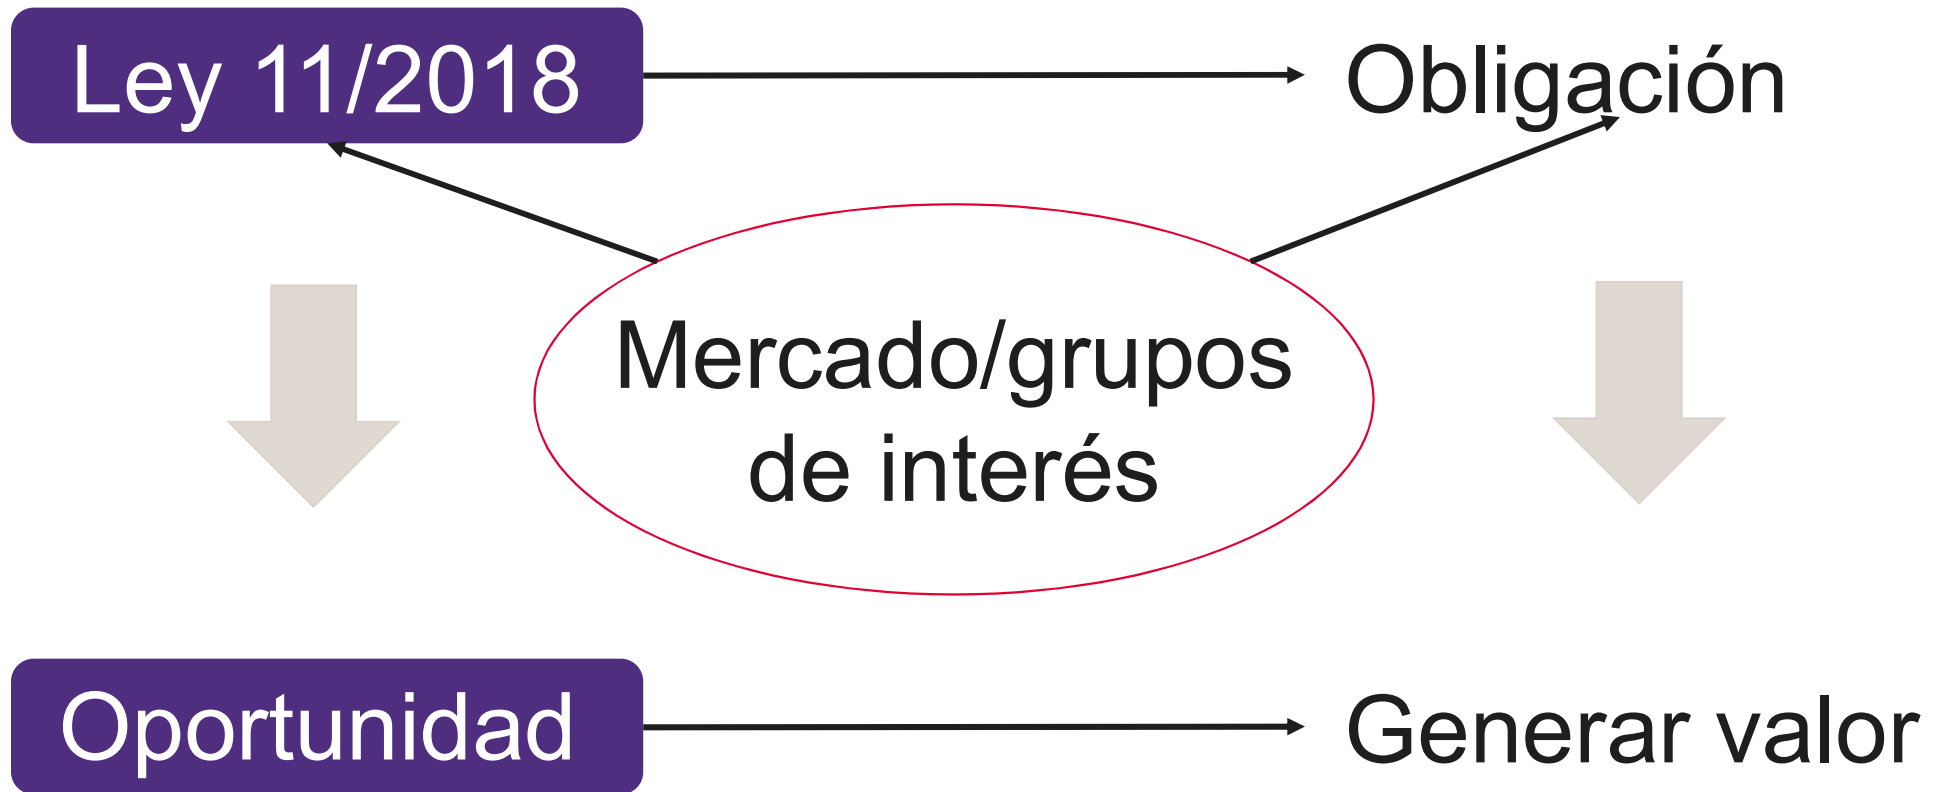 Ley 11/2018
Obligación
Mercado/grupos
de interés
Oportunidad
Generar valor